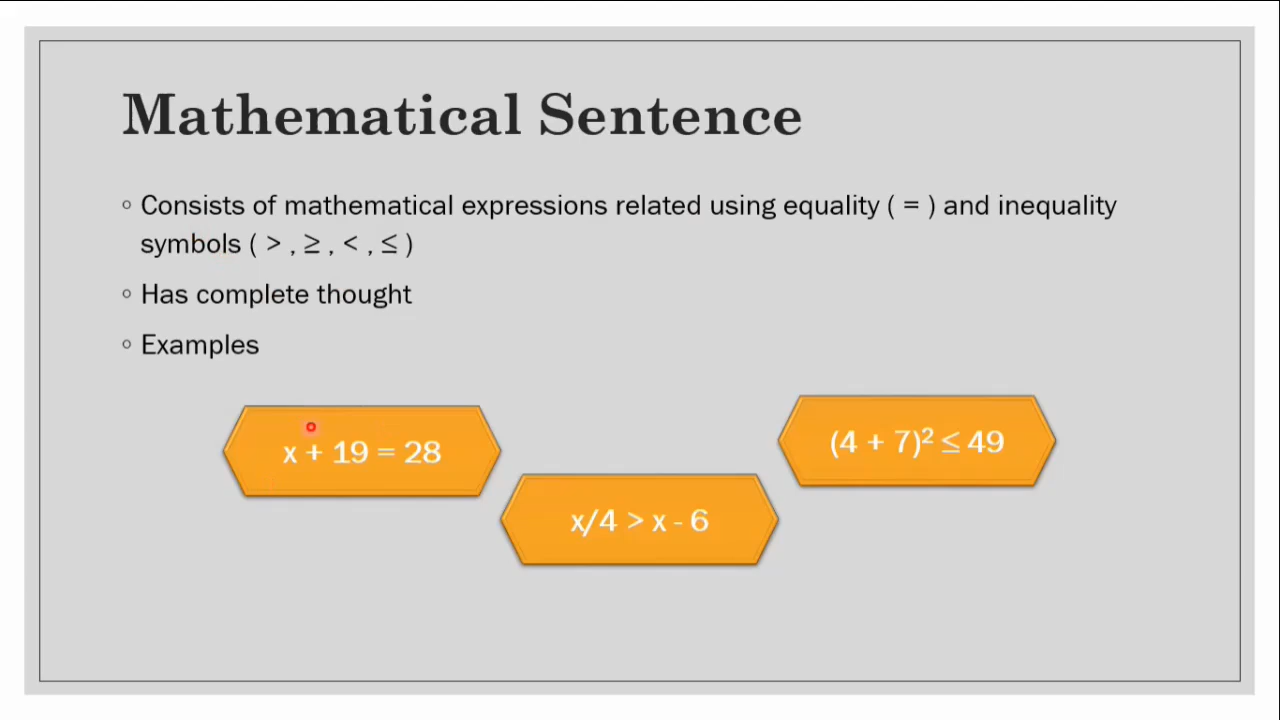 Mathematical Sentence
◦ Consists of mathematical expressions related using equality ( = ) and inequality
symbols ( > , ≥ , < , ≤ )
◦ Has complete thought
◦ Examples
x + 19 = 28
(4 + 7)² ≤ 49
x/4 > x - 6